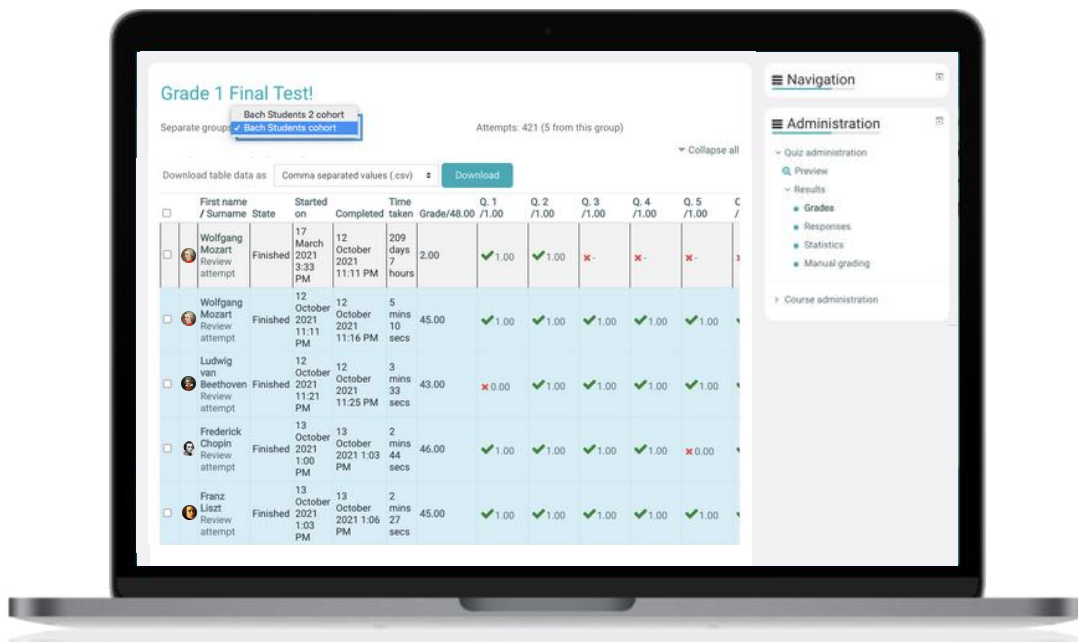 Grade 1 Final Test!
Bach Students 2 cohort
Separate groups ✓ Bach Students cohort
Attempts: 421 (5 from this group)
Collapse all
Download table data as Comma separated values (.csv) Download
First name / Surname State Started on Completed Time taken Grade/48.00 Q. 1 /1.00 Q. 2 /1.00 Q. 3 /1.00 Q. 4 /1.00 Q. 5 /1.00
Wolfgang Mozart Review attempt Finished 17 March 2021 3:33 PM 12 October 2021 11:11 PM 209 days 7 hours 2.00 1.00 1.00 - - -
Wolfgang Mozart Review attempt Finished 12 October 2021 11:11 PM 12 October 2021 11:16 PM 5 mins 10 secs 45.00 1.00 1.00 1.00 1.00 1.00
Ludwig van Beethoven Review attempt Finished 12 October 2021 11:21 PM 12 October 2021 11:25 PM 3 mins 33 secs 43.00 0.00 1.00 1.00 1.00 1.00
Frederick Chopin Review attempt Finished 13 October 2021 1:00 PM 13 October 2021 1:03 PM 2 mins 44 secs 46.00 1.00 1.00 1.00 1.00 0.00
Franz Liszt Review attempt Finished 13 October 2021 1:03 PM 13 October 2021 1:06 PM 2 mins 27 secs 45.00 1.00 1.00 1.00 1.00 1.00
Navigation
Administration
Quiz administration
Preview
Results
Grades
Responses
Statistics
Manual grading
Course administration